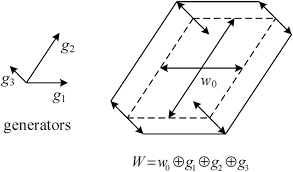 g₂
g₃
g₁
generators
w₀
W=w₀⊕g₁⊕g₂⊕g₃